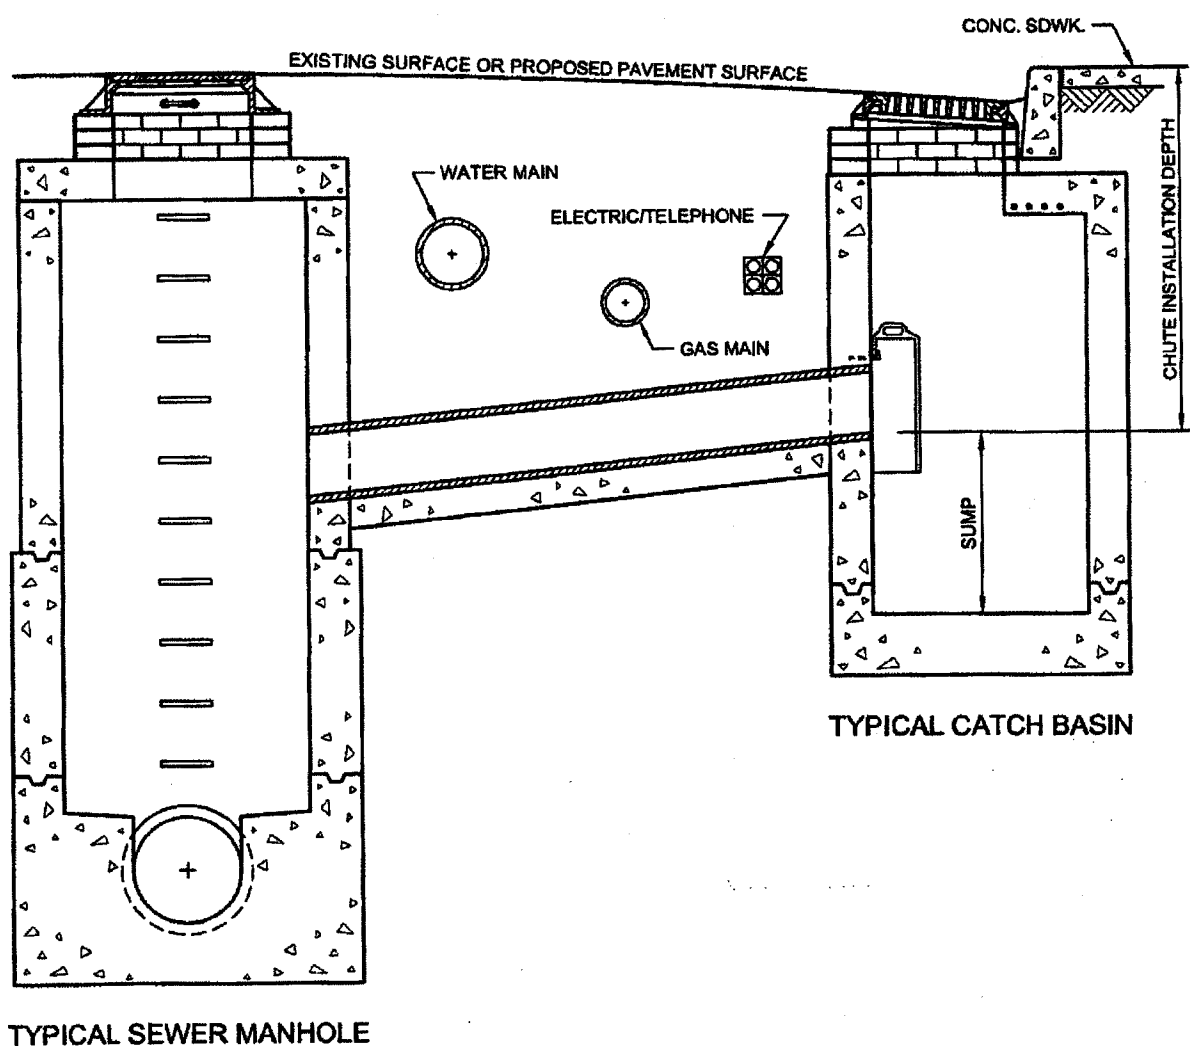 CONC. SDWK.
EXISTING SURFACE OR PROPOSED PAVEMENT SURFACE
WATER MAIN
ELECTRIC/TELEPHONE
GAS MAIN
CHUTE INSTALLATION DEPTH
SUMP
TYPICAL CATCH BASIN
TYPICAL SEWER MANHOLE